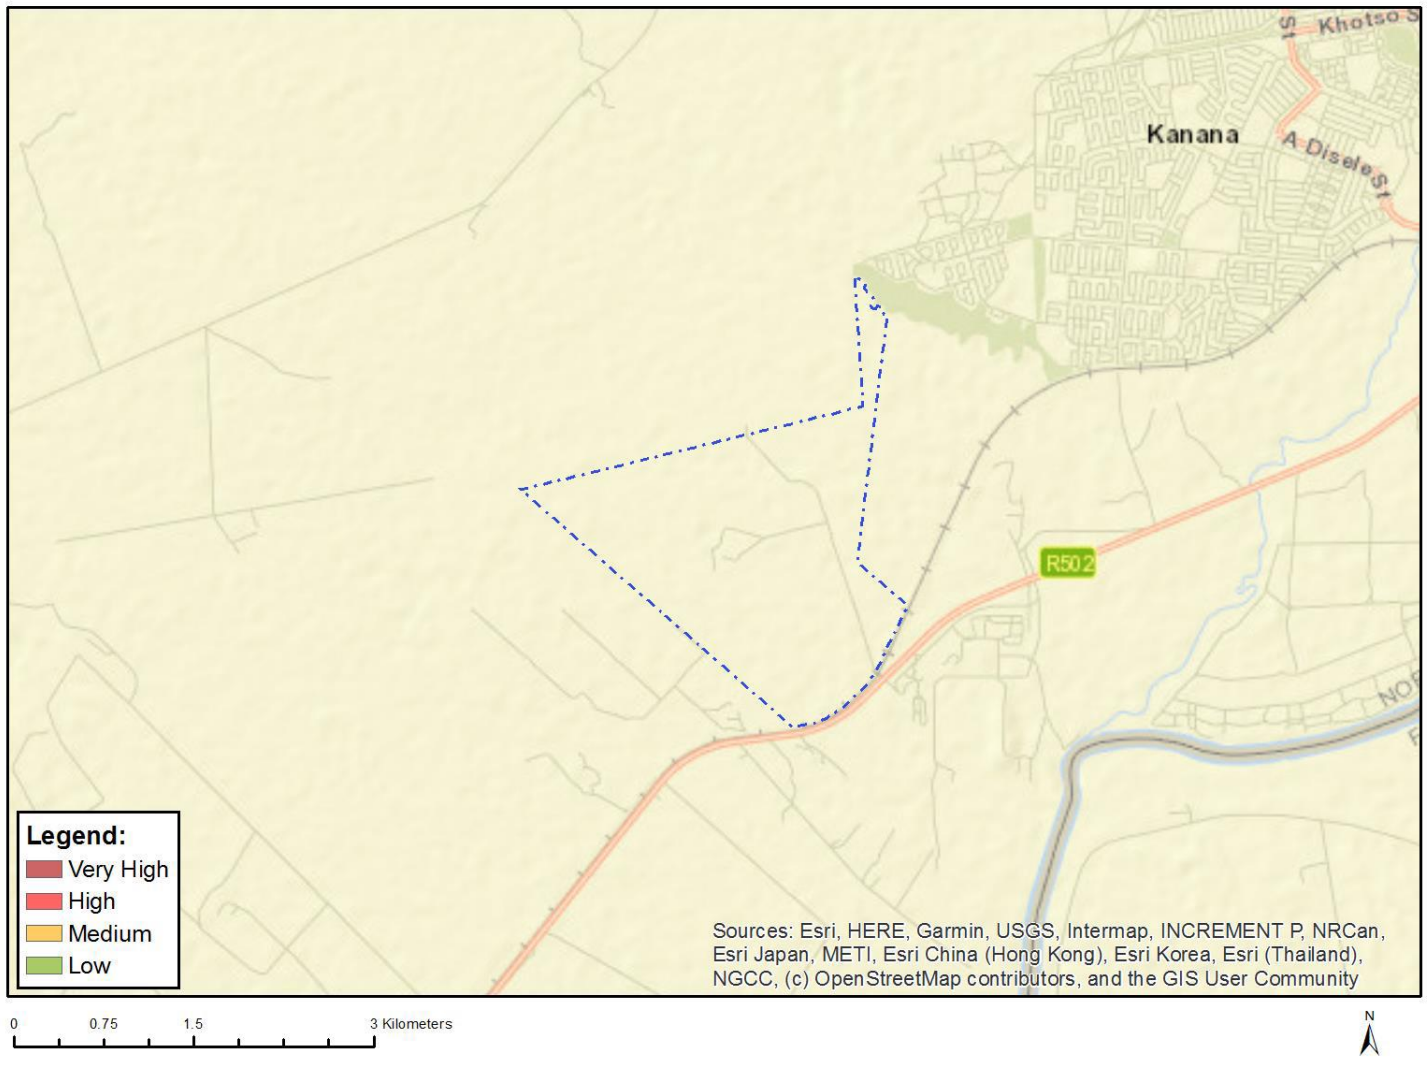 Khotso S
St
Kanana
A Disele St
R502
NO
Legend:
Very High
High
Medium
Low
Sources: Esri, HERE, Garmin, USGS, Intermap, INCREMENT P, NRCan,
Esri Japan, METI, Esri China (Hong Kong), Esri Korea, Esri (Thailand),
NGCC, (c) OpenStreetMap contributors, and the GIS User Community
0 0.75 1.5 3 Kilometers
N